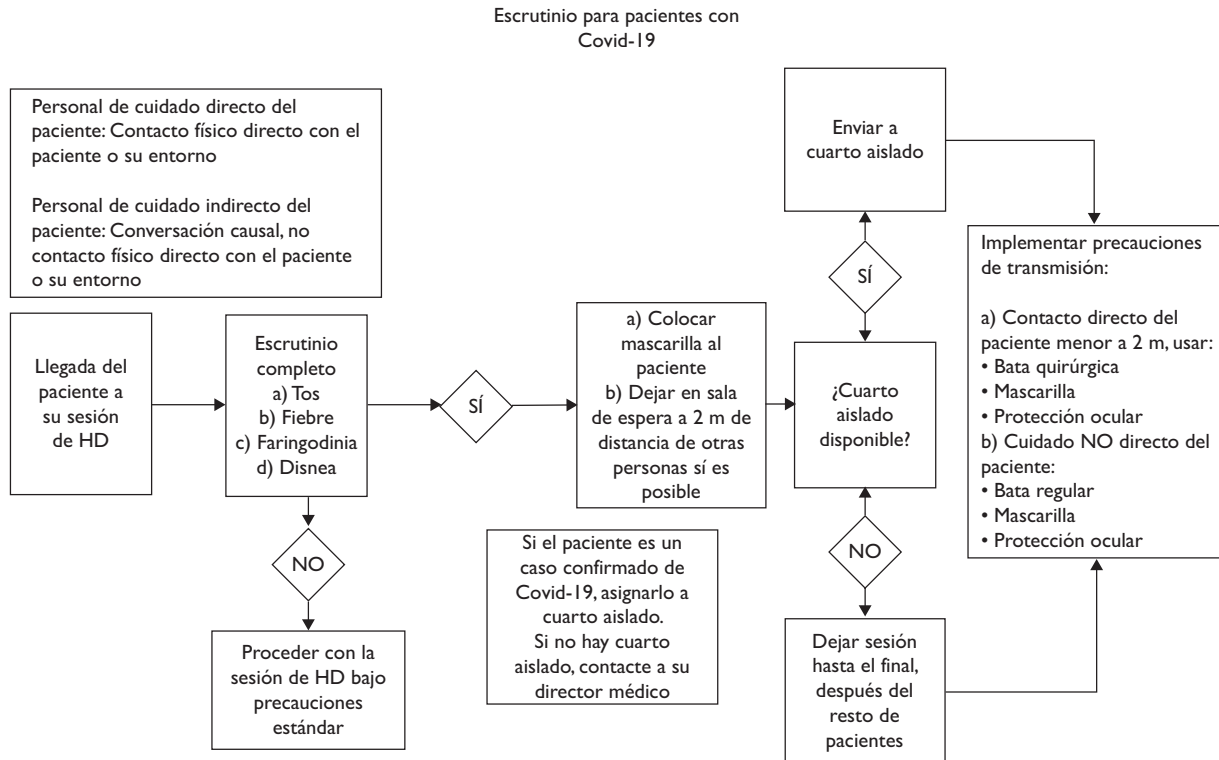 Escrutinio para pacientes con
Covid-19
Personal de cuidado directo del
paciente: Contacto físico directo con el
paciente o su entorno
Personal de cuidado indirecto del
paciente: Conversación causal, no
contacto físico directo con el paciente
o su entorno
Llegada del
paciente a
su sesión
de HD
Escrutinio
completo
a) Tos
b) Fiebre
c) Faringodinia
d) Disnea
NO
Proceder con la
sesión de HD bajo
precauciones
estándar
SÍ
a) Colocar
mascarilla al
paciente
b) Dejar en sala
de espera a 2 m de
distancia de otras
personas sí es
posible
Si el paciente es un
caso confirmado de
Covid-19, asignarlo a
cuarto aislado.
Si no hay cuarto
aislado, contacte a su
director médico
¿Cuarto
aislado
disponible?
SÍ
Enviar a
cuarto aislado
NO
Dejar sesión
hasta el final,
después del
resto de
pacientes
Implementar precauciones
de transmisión:
a) Contacto directo del
paciente menor a 2 m, usar:
• Bata quirúrgica
• Mascarilla
• Protección ocular
b) Cuidado NO directo del
paciente:
• Bata regular
• Mascarilla
• Protección ocular